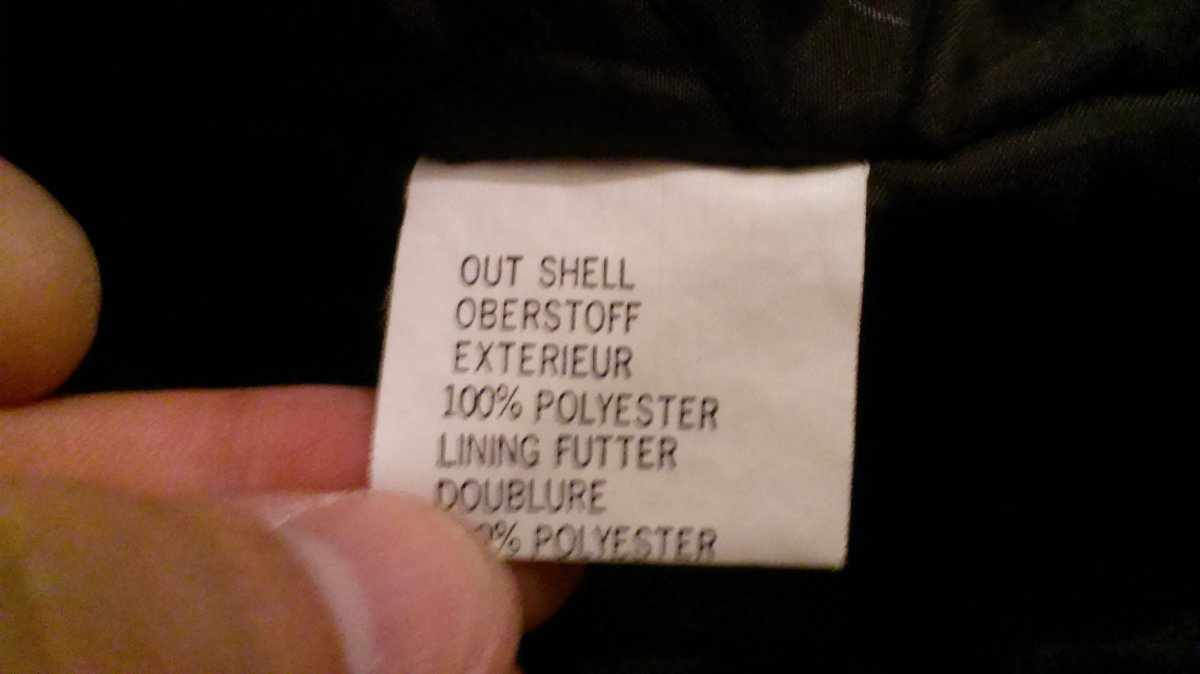 OUT SHELL
OBERSTOFF
EXTERIEUR
100% POLYESTER
LINING FUTTER
DOUBLURE
POLYESTER